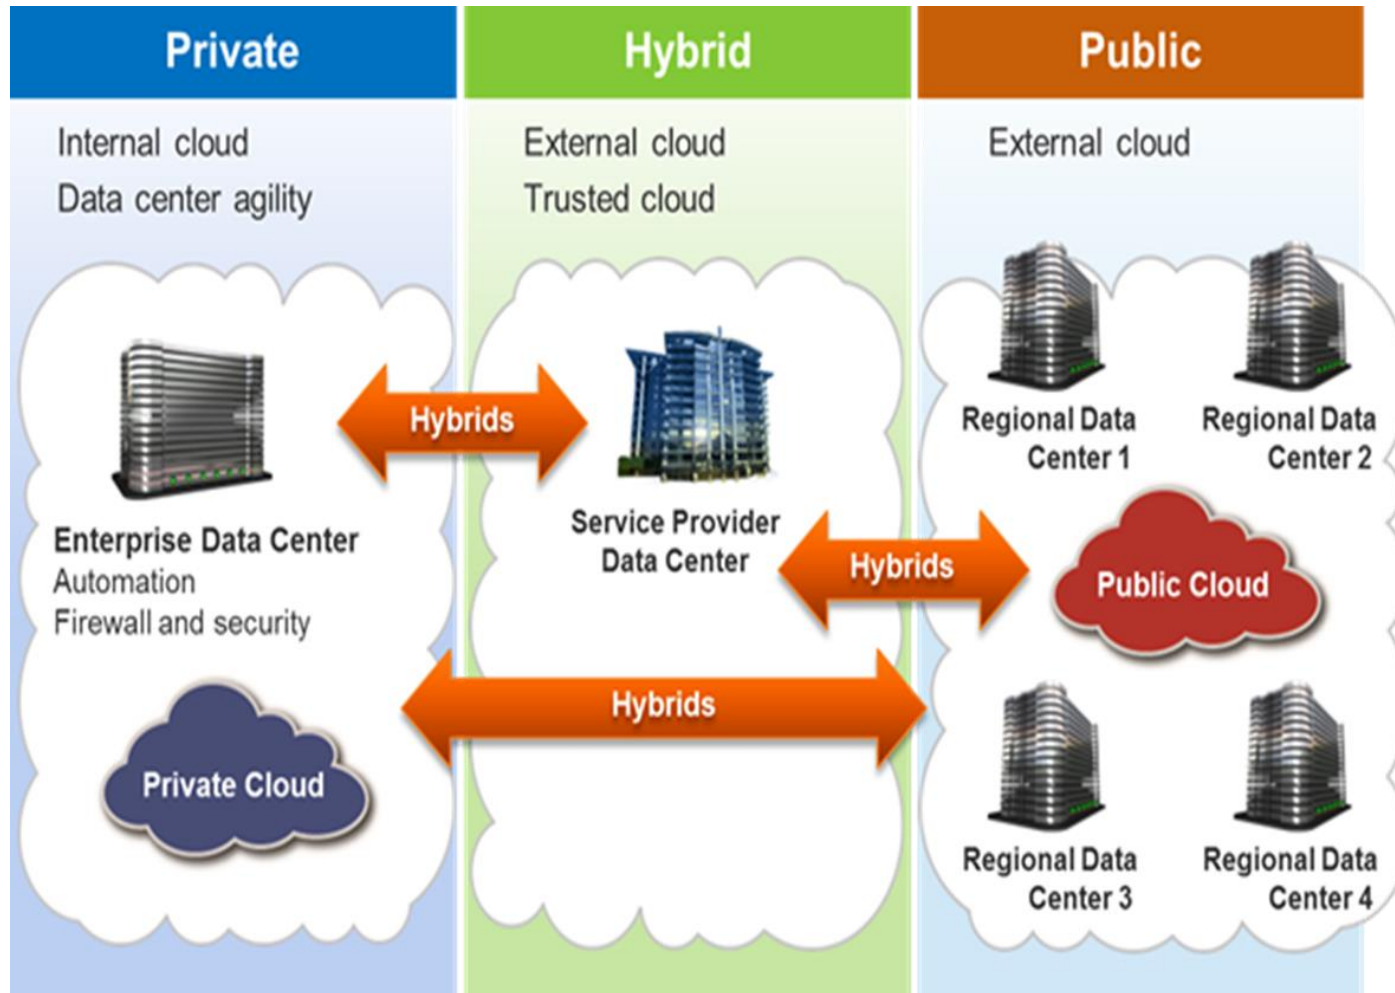 Private
Internal cloud
Data center agility
Enterprise Data Center
Automation
Firewall and security
Private Cloud
Hybrids
Hybrid
External cloud
Trusted cloud
Service Provider
Data Center
Hybrids
Hybrids
Public
External cloud
Regional Data
Center 1
Regional Data
Center 2
Public Cloud
Regional Data
Center 3
Regional Data
Center 4